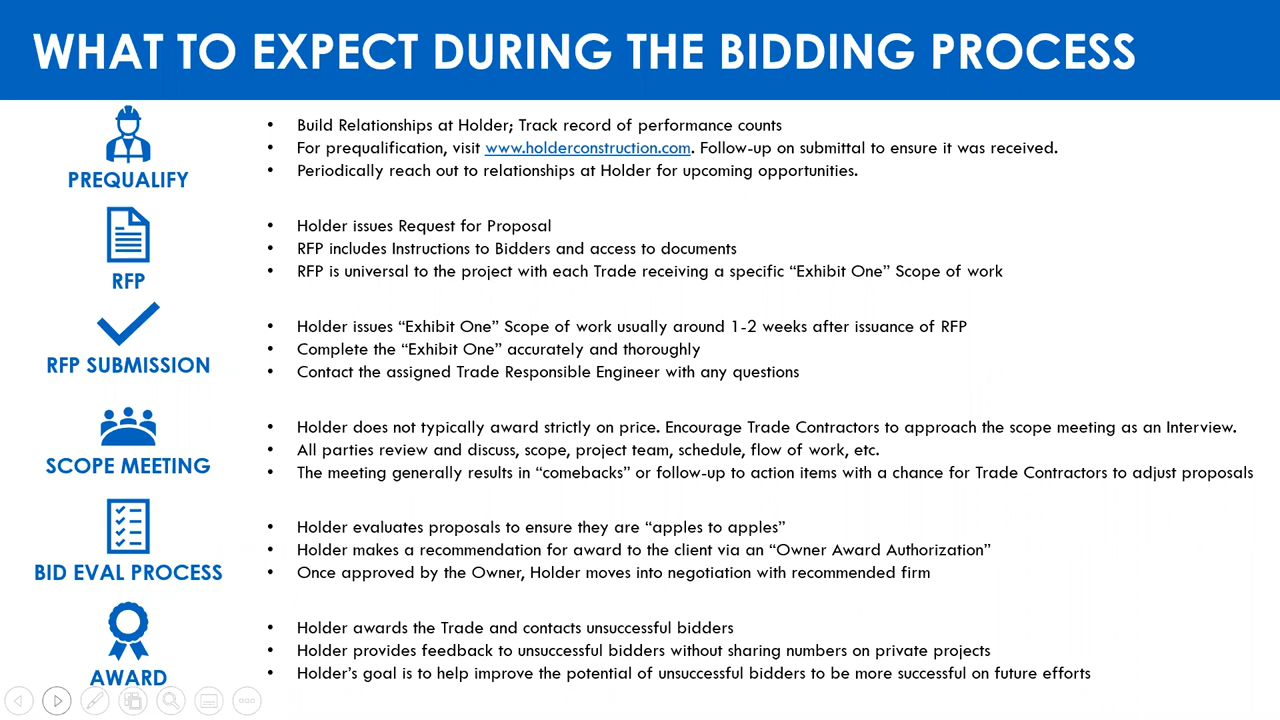 WHAT TO EXPECT DURING THE BIDDING PROCESS
PREQUALIFY
• Build Relationships at Holder; Track record of performance counts
• For prequalification, visit www.holderconstruction.com. Follow-up on submittal to ensure it was received.
• Periodically reach out to relationships at Holder for upcoming opportunities.
RFP
• Holder issues Request for Proposal
• RFP includes Instructions to Bidders and access to documents
• RFP is universal to the project with each Trade receiving a specific “Exhibit One” Scope of work
RFP SUBMISSION
• Holder issues “Exhibit One” Scope of work usually around 1-2 weeks after issuance of RFP
• Complete the “Exhibit One” accurately and thoroughly
• Contact the assigned Trade Responsible Engineer with any questions
SCOPE MEETING
• Holder does not typically award strictly on price. Encourage Trade Contractors to approach the scope meeting as an Interview.
• All parties review and discuss, scope, project team, schedule, flow of work, etc.
• The meeting generally results in “comebacks” or follow-up to action items with a chance for Trade Contractors to adjust proposals
BID EVAL PROCESS
• Holder evaluates proposals to ensure they are “apples to apples”
• Holder makes a recommendation for award to the client via an “Owner Award Authorization”
• Once approved by the Owner, Holder moves into negotiation with recommended firm
AWARD
• Holder awards the Trade and contacts unsuccessful bidders
• Holder provides feedback to unsuccessful bidders without sharing numbers on private projects
• Holder’s goal is to help improve the potential of unsuccessful bidders to be more successful on future efforts